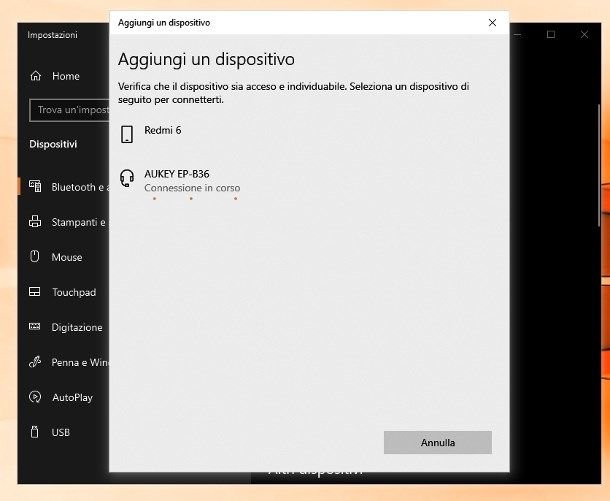 Aggiungi un dispositivo
Impostazioni
Aggiungi un dispositivo
Home
Verifica che il dispositivo sia acceso e individuabile. Seleziona un dispositivo di
seguito per connetterti.
Trova un'impost
Redmi 6
Dispositivi
AUKEY EP-B36
Connessione in corso
Bluetooth e a
Stampanti e
Mouse
Touchpad
Digitazione
Penna e Win
AutoPlay
USB
Annulla
Altri dispositivi